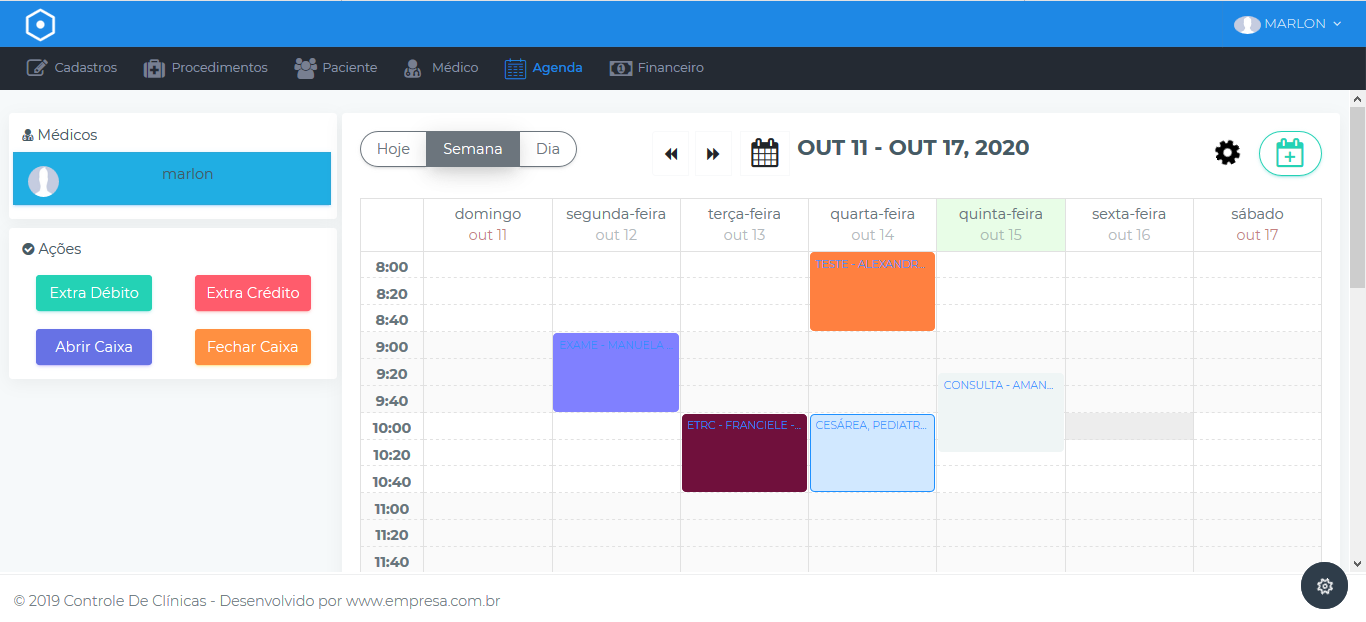 MARLON
Cadastros Procedimentos Paciente Médico Agenda Financeiro
Médicos
marlon
Ações
Extra Débito Extra Crédito
Abrir Caixa Fechar Caixa
Hoje Semana Dia
OUT 11 - OUT 17, 2020
domingo segunda-feira terça-feira quarta-feira quinta-feira sexta-feira sábado
out 11 out 12 out 13 out 14 out 15 out 16 out 17
8:00 TESTE - ALEXANDR...
8:20
8:40
9:00 EXAME - MANUELA ...
9:20 CONSULTA - AMAN...
9:40
10:00 ETRC - FRANCIELE -... CESÁREA, PEDIATR...
10:20
10:40
11:00
11:20
11:40
© 2019 Controle De Clínicas - Desenvolvido por www.empresa.com.br